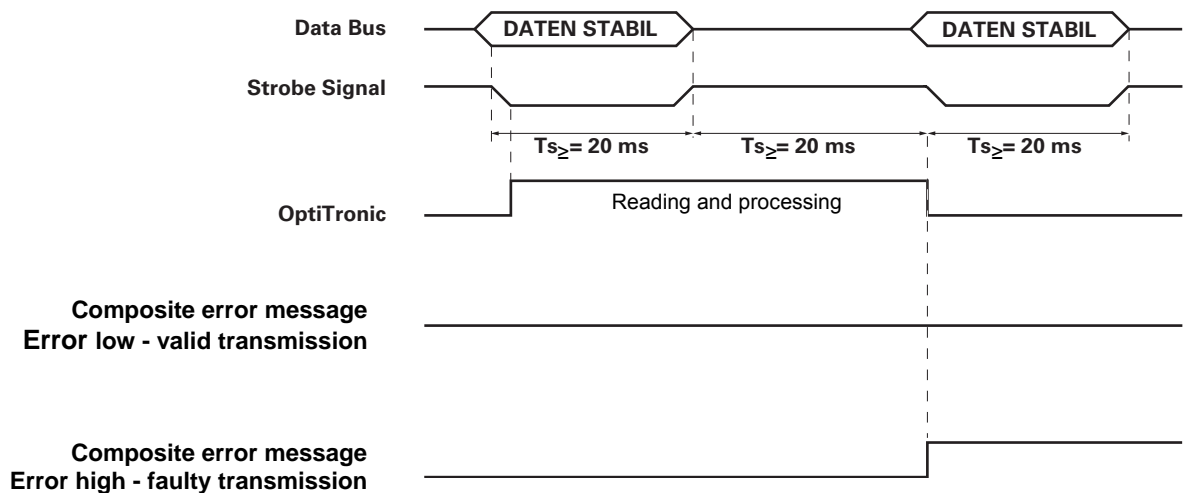 Data Bus
DATEN STABIL
DATEN STABIL
Strobe Signal
Ts≥= 20 ms
Ts≥= 20 ms
Ts≥= 20 ms
OptiTronic
Reading and processing
Composite error message
Error low - valid transmission
Composite error message
Error high - faulty transmission